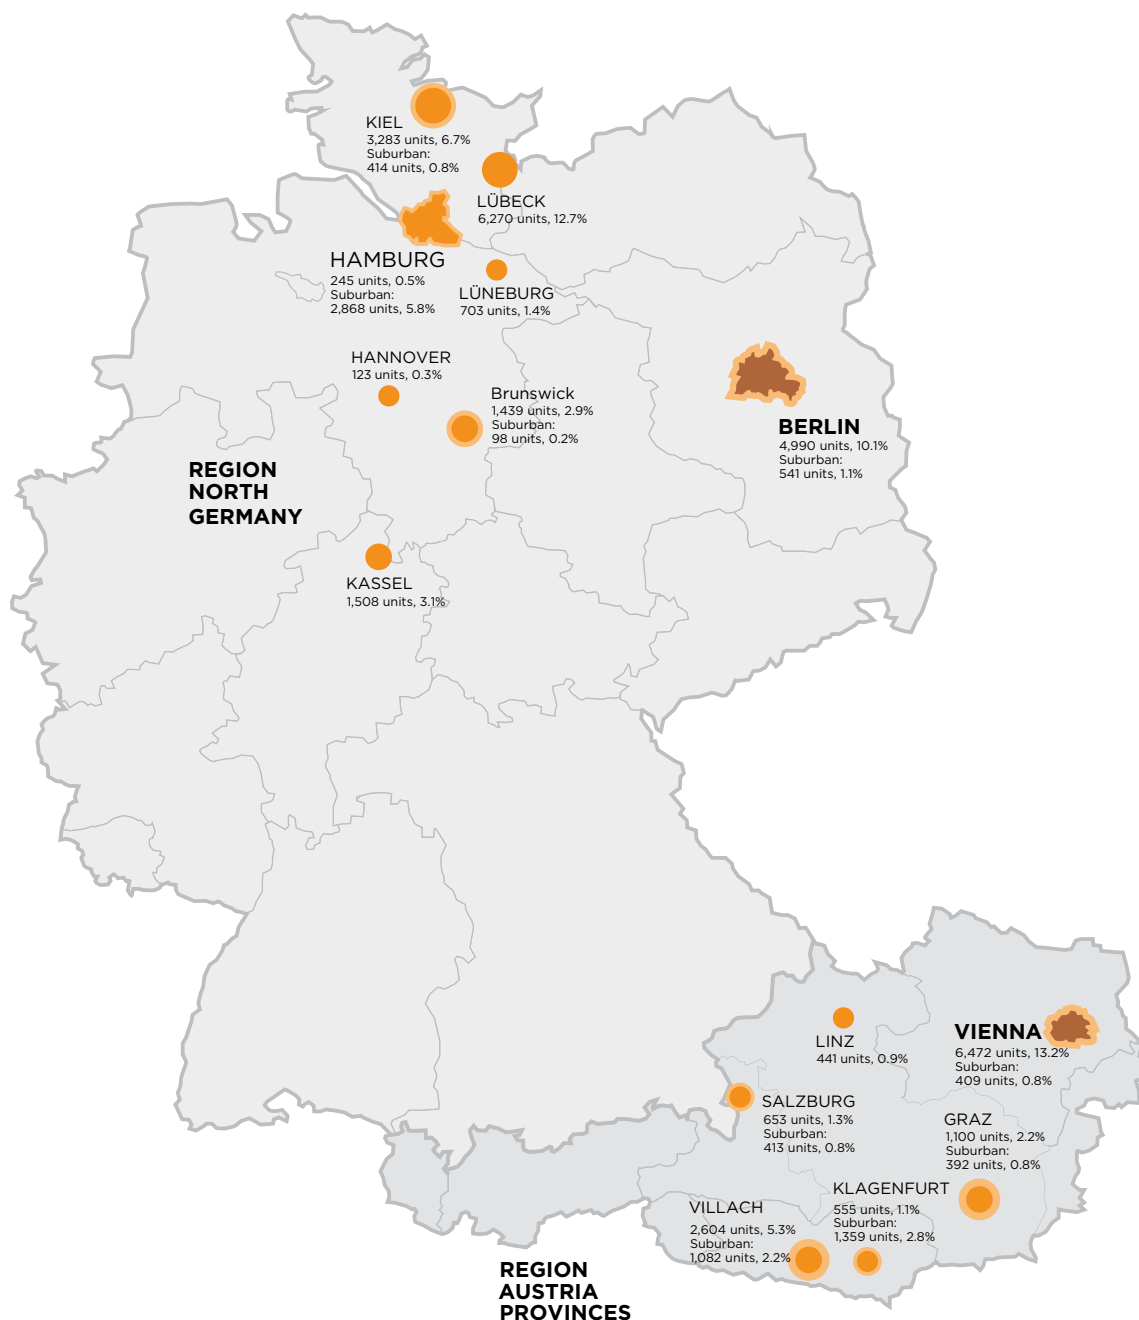 KIEL
3,283 units, 6.7%
Suburban:
414 units, 0.8%
LÜBECK
6,270 units, 12.7%
HAMBURG
245 units, 0.5%
Suburban:
2,868 units, 5.8%
LÜNEBURG
703 units, 1.4%
HANNOVER
123 units, 0.3%
Brunswick
1,439 units, 2.9%
Suburban:
98 units, 0.2%
BERLIN
4,990 units, 10.1%
Suburban:
541 units, 1.1%
REGION
NORTH
GERMANY
KASSEL
1,508 units, 3.1%
LINZ
441 units, 0.9%
VIENNA
6,472 units, 13.2%
Suburban:
409 units, 0.8%
SALZBURG
653 units, 1.3%
Suburban:
413 units, 0.8%
GRAZ
1,100 units, 2.2%
Suburban:
392 units, 0.8%
KLAGENFURT
555 units, 1.1%
Suburban:
1,359 units, 2.8%
VILLACH
2,604 units, 5.3%
Suburban:
1,082 units, 2.2%
REGION
AUSTRIA
PROVINCES